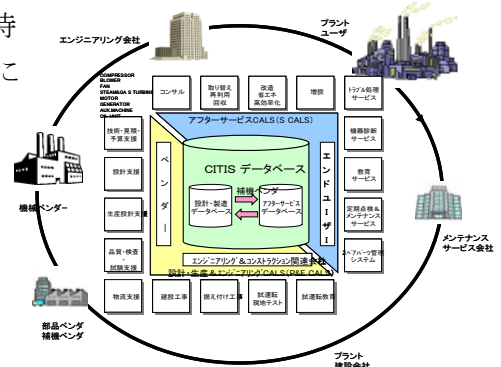 時
こ
エンジニアリング会社
プラント
ユーザ
COMPRESSOR
BLOWER
FAN
STEAM&GAS TURBINE
MOTOR
GENERATOR
AUX.MACHINE
コンサル
取り替え
再利用
回収
改造
省エネ
高効率化
増設
トラブル処理
サービス
技術・見積・
予算支援
アフターサービスCALS(S CALS)
機器診断
サービス
設計支援
ベンダー
CITIS データベース
エンドユーザー
教育
サービス
補機ベンダ
機械ベンダー
生産設計支援
設計・製造
データベース
アフターサービス
データベース
定期点検&
メンテナンス
サービス
メンテナンス
サービス会社
品質・検査
・
試験支援
エンジニアリング&コンストラクション関連会社
設計・生産&エンジニアリングCALS(P&E CALS)
スペアパーツ管理
システム
物流支援
建設工事
据え付け工事
試運転
現地テスト
試運転教育
部品ベンダ
補機ベンダ
プラント
建設会社